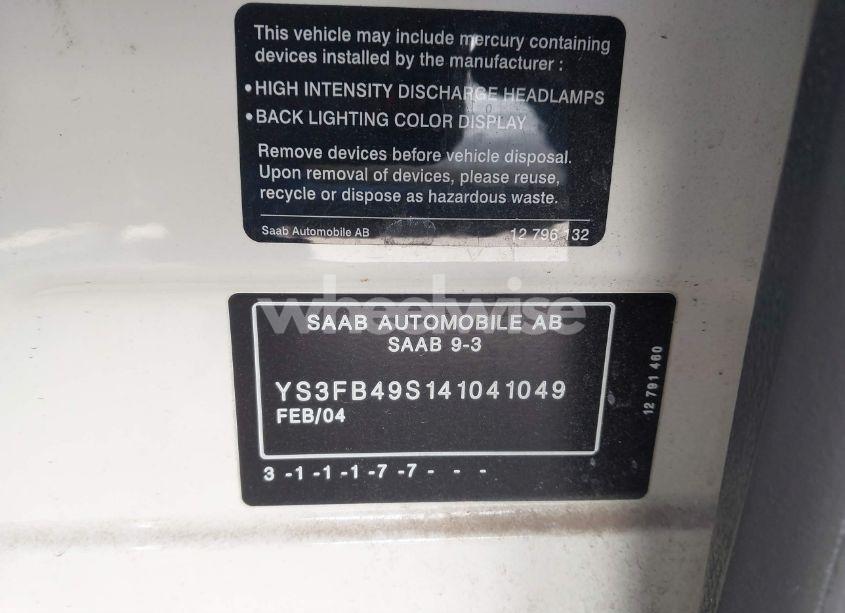 This vehicle may include mercury containing
devices installed by the manufacturer :
•HIGH INTENSITY DISCHARGE HEADLAMPS
•BACK LIGHTING COLOR DISPLAY
Remove devices before vehicle disposal.
Upon removal of devices, please reuse,
recycle or dispose as hazardous waste.
Saab Automobile AB 12 796 132
wheelwise
SAAB AUTOMOBILE AB
SAAB 9-3
YS3FB49S141041049
FEB/04
3 -1 -1 -1 -7 -7 - - -
12 791 460